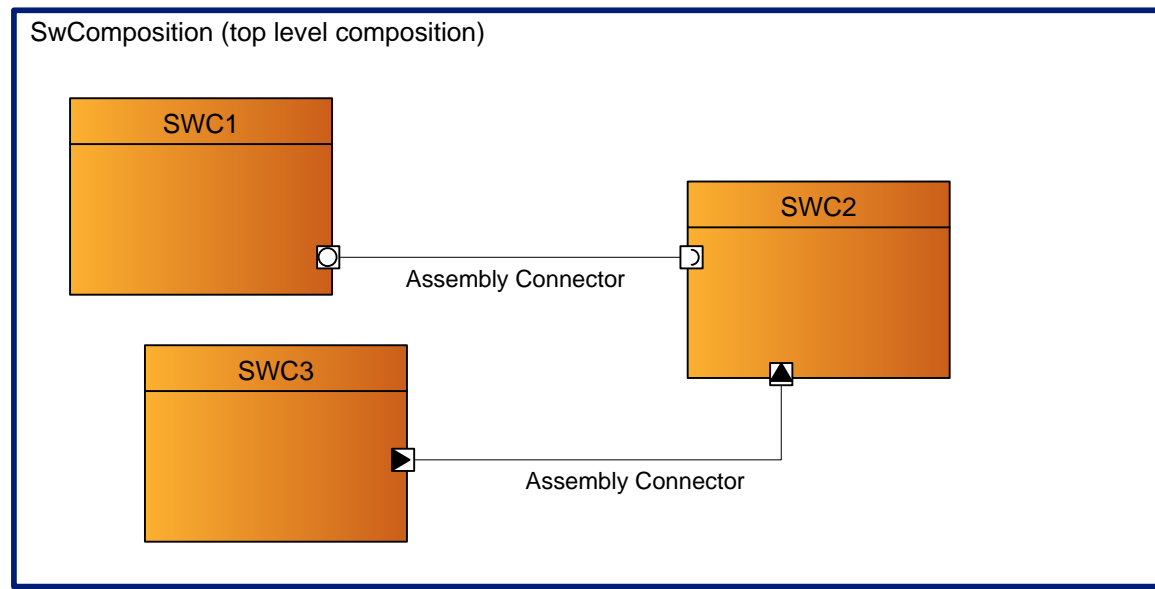 SwComposition (top level composition)
SWC1
SWC2
Assembly Connector
SWC3
Assembly Connector